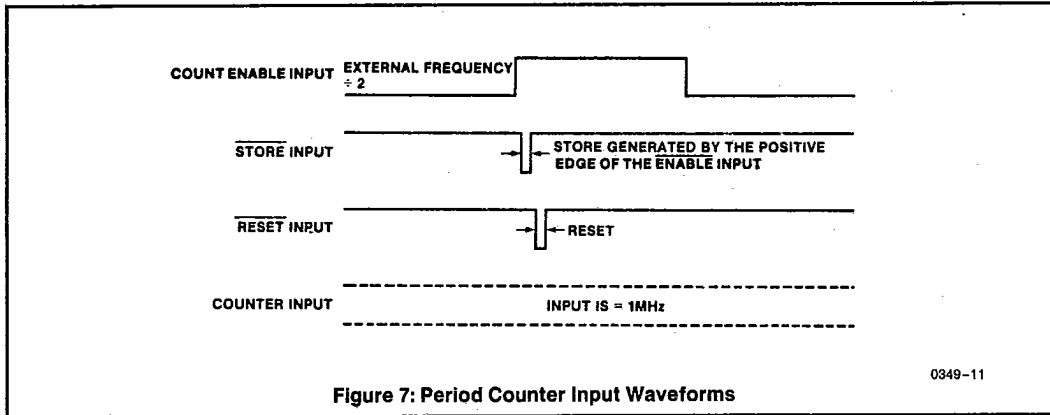 COUNT ENABLE INPUT EXTERNAL FREQUENCY
÷ 2
STORE INPUT
STORE GENERATED BY THE POSITIVE
EDGE OF THE ENABLE INPUT
RESET INPUT
RESET
COUNTER INPUT
INPUT IS = 1MHz
0349-11
Figure 7: Period Counter Input Waveforms